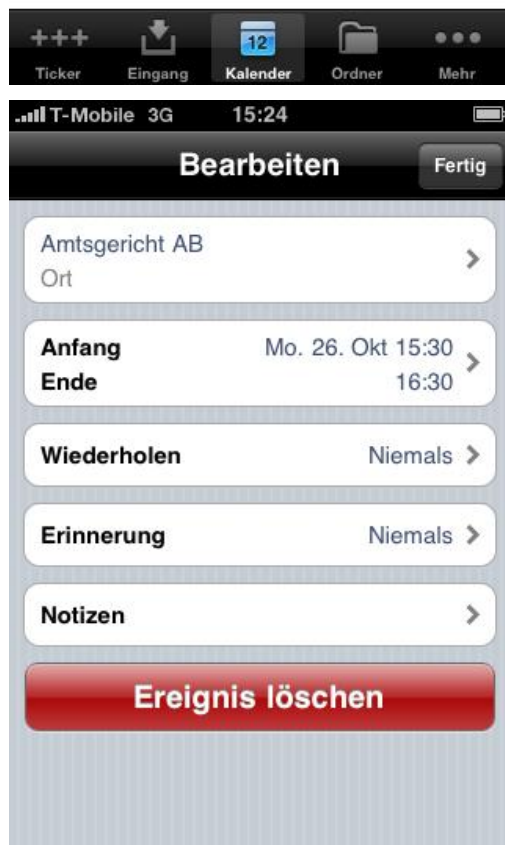 +++
12
Ticker Eingang Kalender Ordner Mehr
T-Mobile 3G 15:24
Bearbeiten Fertig
Amtsgericht AB
Ort
Anfang Mo. 26. Okt 15:30
Ende 16:30
Wiederholen Niemals
Erinnerung Niemals
Notizen
Ereignis löschen